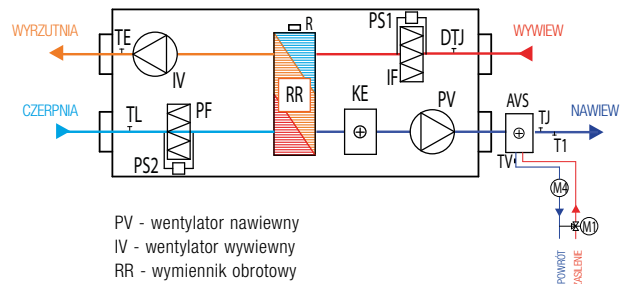 R PS1
WYRZUTNIA TE DTJ WYWIEW
IV IF
RR
CZERPNIA TL PF KE PV AVS TJ NAWIEW
PS2 TV T1
M4
M1
POWRÓT
ZASILENIE
PV - wentylator nawiewny
IV - wentylator wywiewny
RR - wymiennik obrotowy